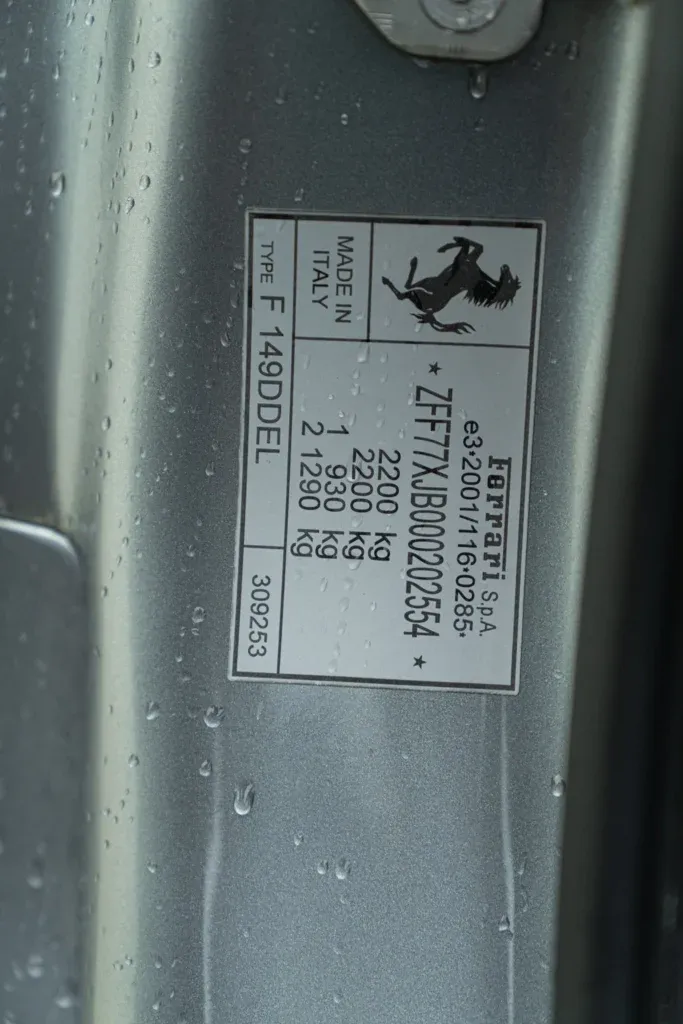 Ferrari S.p.A.
e3*2001/116*0285*
* ZFF77XJB000202554 *
MADE IN
ITALY
2200 kg
2200 kg
1 930 kg
2 1290 kg
TYPE F 149DDEL
309253